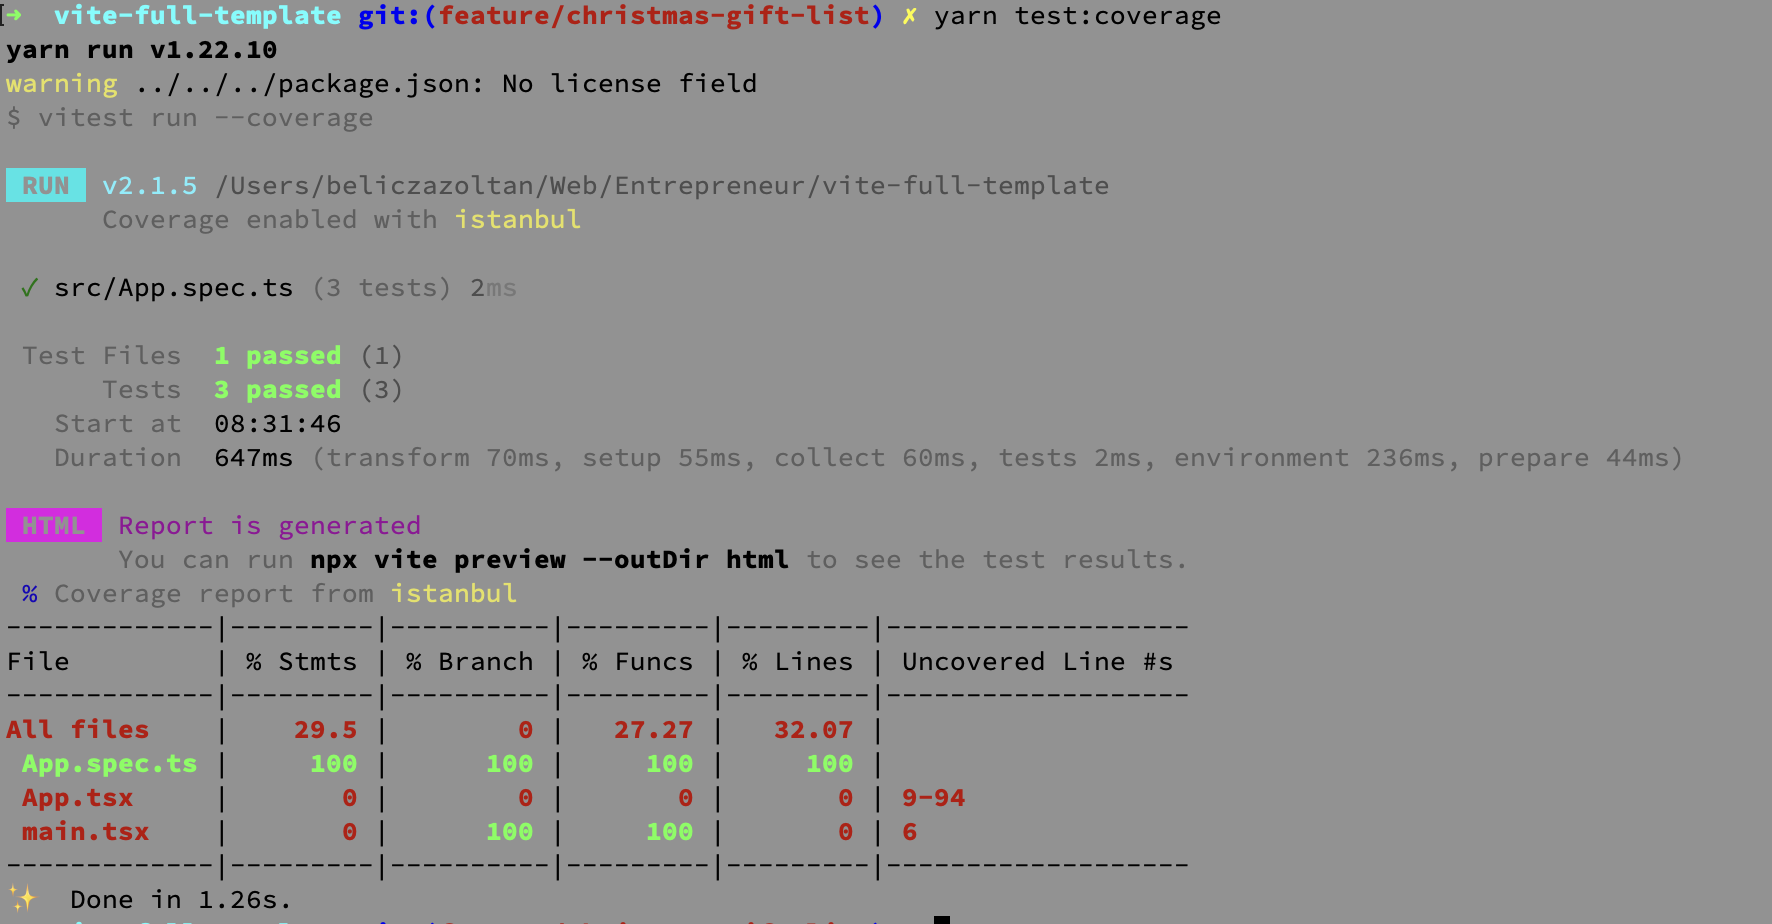 → vite-full-template git:(feature/christmas-gift-list) ✗ yarn test:coverage
yarn run v1.22.10
warning ../../../package.json: No license field
$ vitest run --coverage
RUN v2.1.5 /Users/beliczazoltan/Web/Entrepreneur/vite-full-template
Coverage enabled with istanbul
✓ src/App.spec.ts (3 tests) 2ms
Test Files 1 passed (1)
Tests 3 passed (3)
Start at 08:31:46
Duration 647ms (transform 70ms, setup 55ms, collect 60ms, tests 2ms, environment 236ms, prepare 44ms)
HTML Report is generated
You can run npx vite preview --outDir html to see the test results.
% Coverage report from istanbul
-------------|---------|----------|---------|---------|-------------------
File | % Stmts | % Branch | % Funcs | % Lines | Uncovered Line #s
-------------|---------|----------|---------|---------|-------------------
All files | 29.5 | 0 | 27.27 | 32.07 |
App.spec.ts | 100 | 100 | 100 | 100 |
App.tsx | 0 | 0 | 0 | 0 | 9-94
main.tsx | 0 | 100 | 100 | 0 | 6
-------------|---------|----------|---------|---------|-------------------
✨ Done in 1.26s.